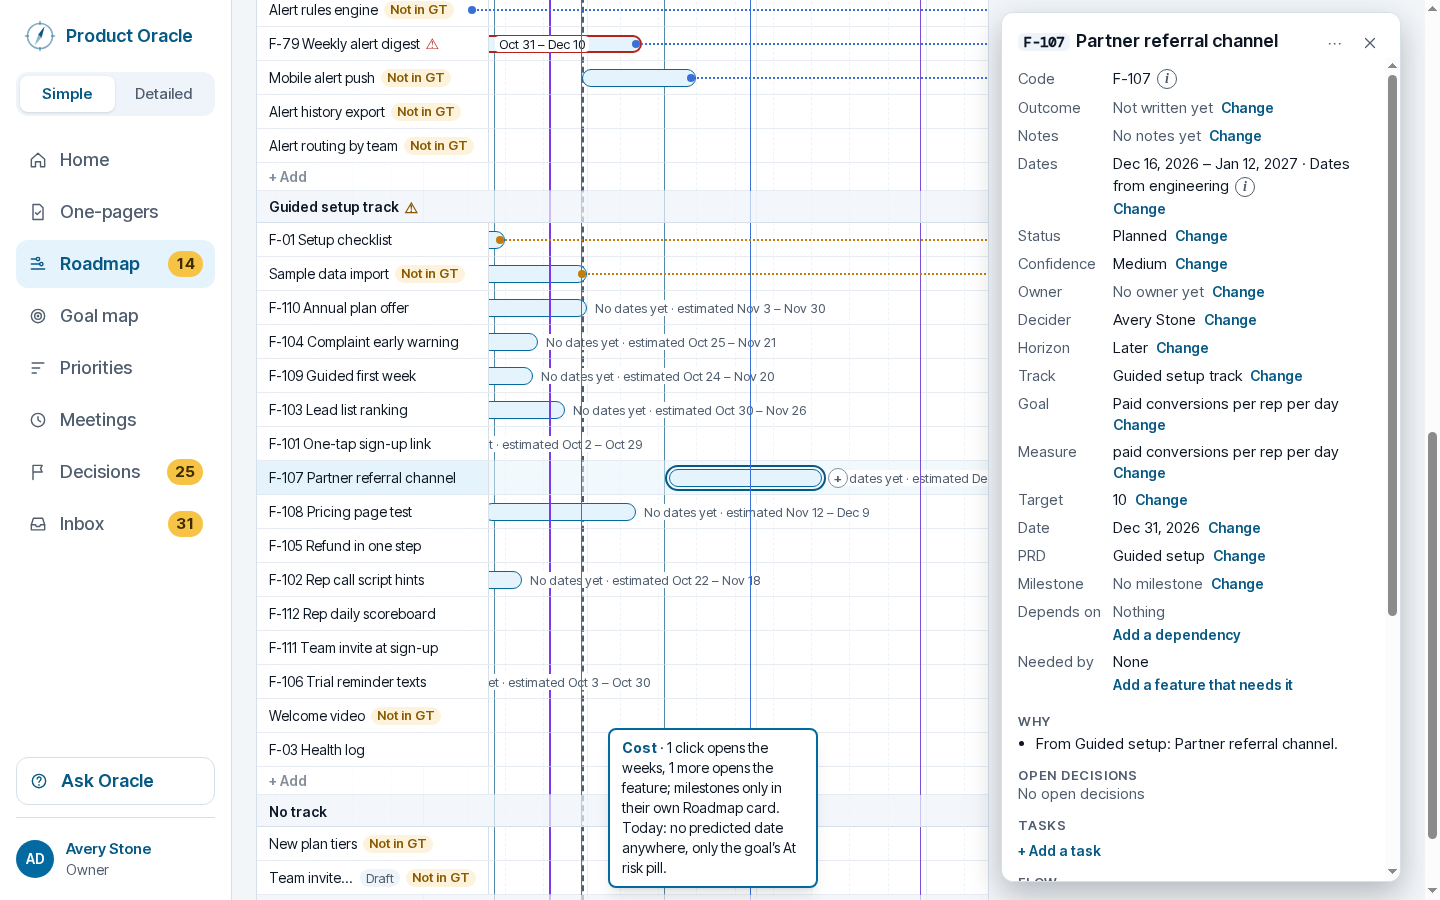 Product Oracle
Simple
Detailed
Home
One-pagers
Roadmap 14
Goal map
Priorities
Meetings
Decisions 25
Inbox 31
Ask Oracle
AD
Avery Stone
Owner
Alert rules engine Not in GT
F-79 Weekly alert digest
Oct 31 – Dec 10
Mobile alert push Not in GT
Alert history export Not in GT
Alert routing by team Not in GT
+ Add
Guided setup track
F-01 Setup checklist
Sample data import Not in GT
F-110 Annual plan offer
No dates yet · estimated Nov 3 – Nov 30
F-104 Complaint early warning
No dates yet · estimated Oct 25 – Nov 21
F-109 Guided first week
No dates yet · estimated Oct 24 – Nov 20
F-103 Lead list ranking
No dates yet · estimated Oct 30 – Nov 26
F-101 One-tap sign-up link
t · estimated Oct 2 – Oct 29
F-107 Partner referral channel
+ dates yet · estimated De
F-108 Pricing page test
No dates yet · estimated Nov 12 – Dec 9
F-105 Refund in one step
F-102 Rep call script hints
No dates yet · estimated Oct 22 – Nov 18
F-112 Rep daily scoreboard
F-111 Team invite at sign-up
F-106 Trial reminder texts
et · estimated Oct 3 – Oct 30
Welcome video Not in GT
F-03 Health log
+ Add
No track
New plan tiers Not in GT
Team invite... Draft Not in GT
Cost · 1 click opens the
weeks, 1 more opens the
feature; milestones only in
their own Roadmap card.
Today: no predicted date
anywhere, only the goal's At
risk pill.
F-107 Partner referral channel
Code F-107 i
Outcome Not written yet Change
Notes No notes yet Change
Dates Dec 16, 2026 – Jan 12, 2027 · Dates
from engineering i
Change
Status Planned Change
Confidence Medium Change
Owner No owner yet Change
Decider Avery Stone Change
Horizon Later Change
Track Guided setup track Change
Goal Paid conversions per rep per day
Change
Measure paid conversions per rep per day
Change
Target 10 Change
Date Dec 31, 2026 Change
PRD Guided setup Change
Milestone No milestone Change
Depends on Nothing
Add a dependency
Needed by None
Add a feature that needs it
WHY
• From Guided setup: Partner referral channel.
OPEN DECISIONS
No open decisions
TASKS
+ Add a task
FLOW